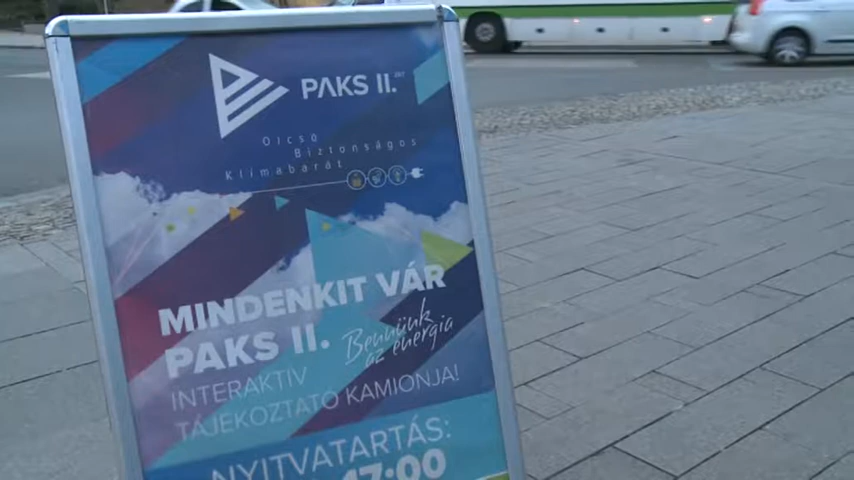 PAKS II.
Olcsó
Biztonságos
Klímabarát
MINDENKIT VÁR
PAKS II.
Bennünk
az energia
INTERAKTÍV
TÁJÉKOZTATÓ KAMIONJA!
NYITVATARTÁS:
17:00